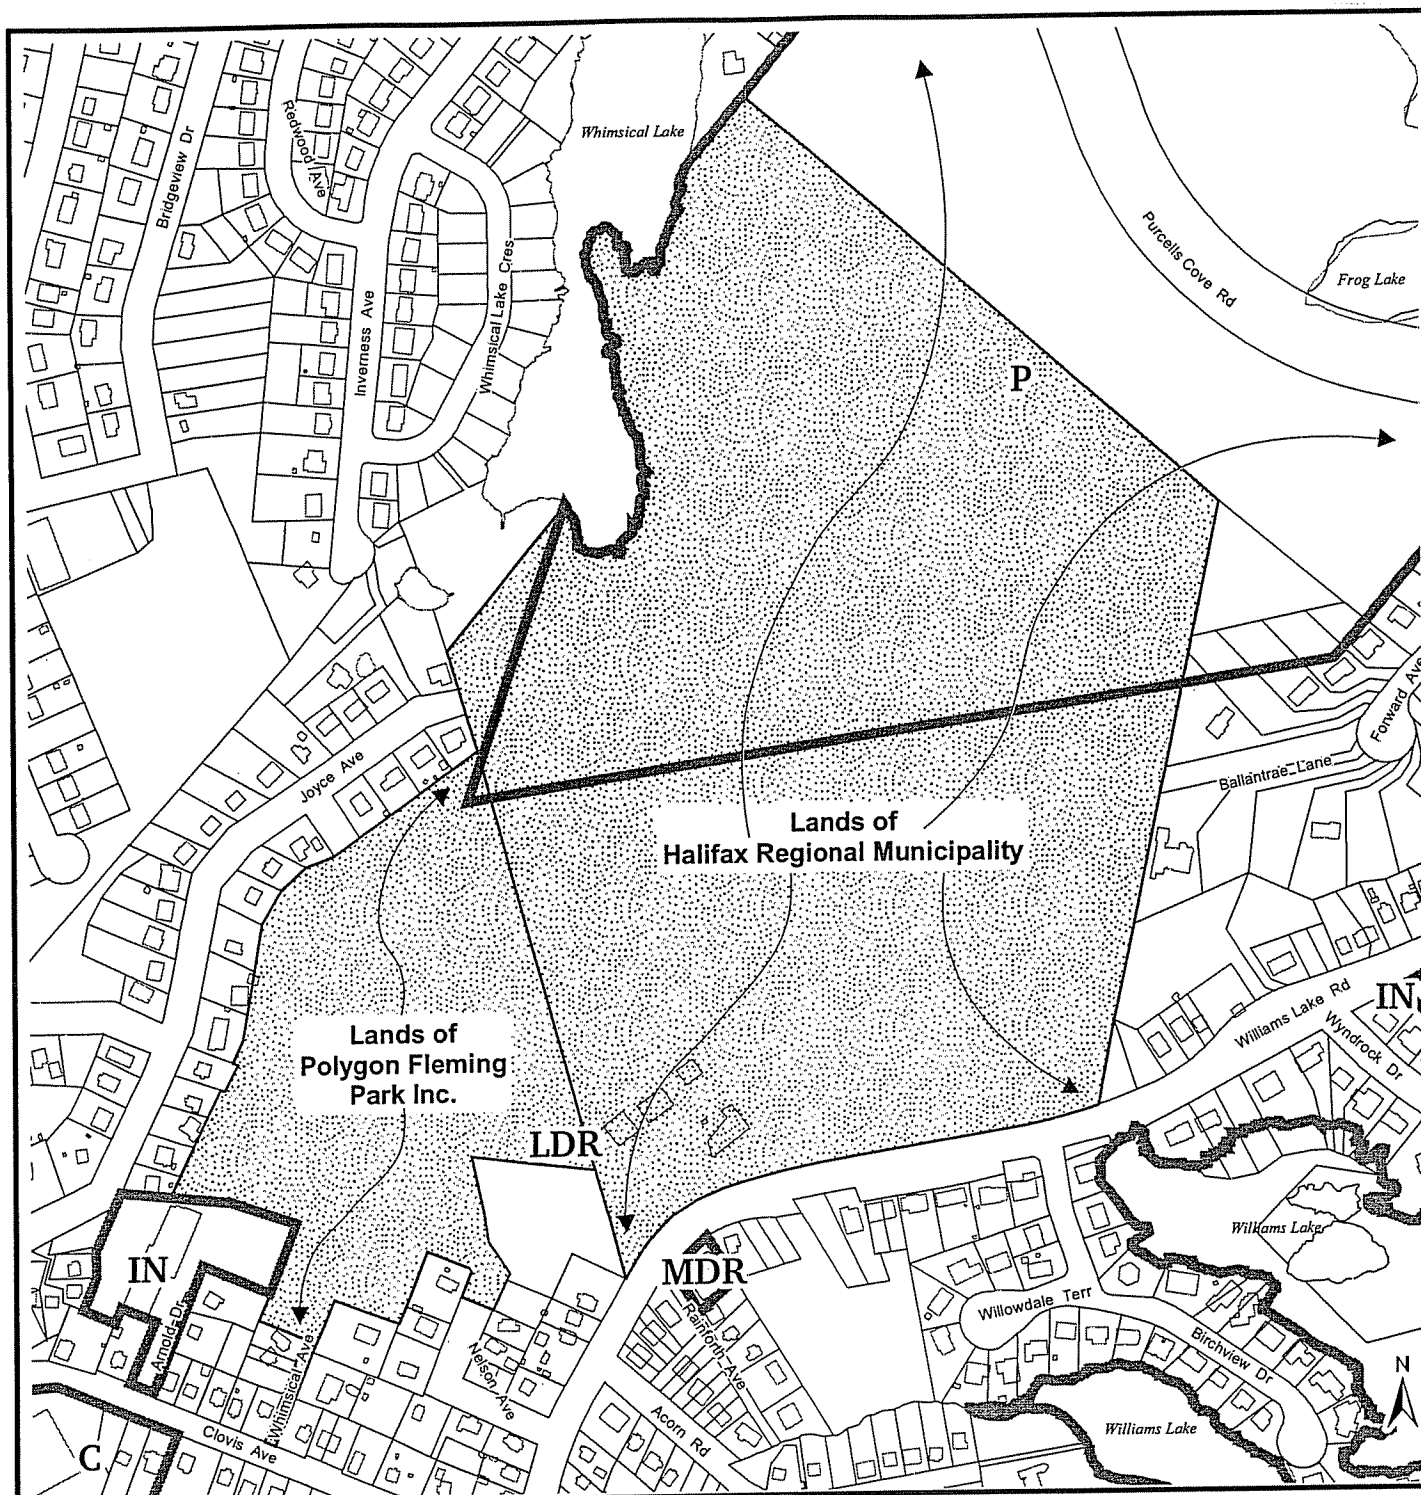 Whimsical Lake
Redwood Ave
Bridgeview Dr
Purcells Cove Rd
Frog Lake
Inverness Ave
Whimsical Lake Cres
P
Forward Ave
Joyce Ave
Ballantrae Lane
Lands of
Halifax Regional Municipality
Williams Lake Rd
IN
Wyndrock Dr
Lands of
Polygon Fleming
Park Inc.
LDR
Williams Lake
IN
MDR
Willowdale Terr
Arnold Dr
Rainforth Ave
Birchview Dr
Whimsical Ave
Nelson Ave
N
Acorn Rd
Clovis Ave
Williams Lake
C